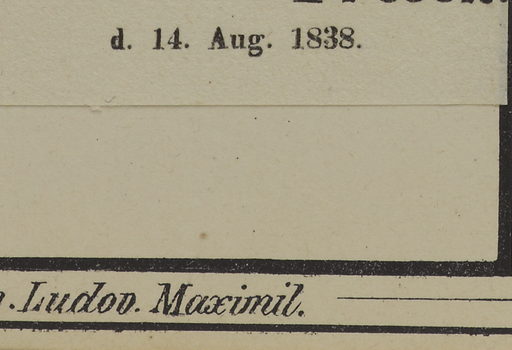 d. 14. Aug. 1838.
. Ludov. Maximil.